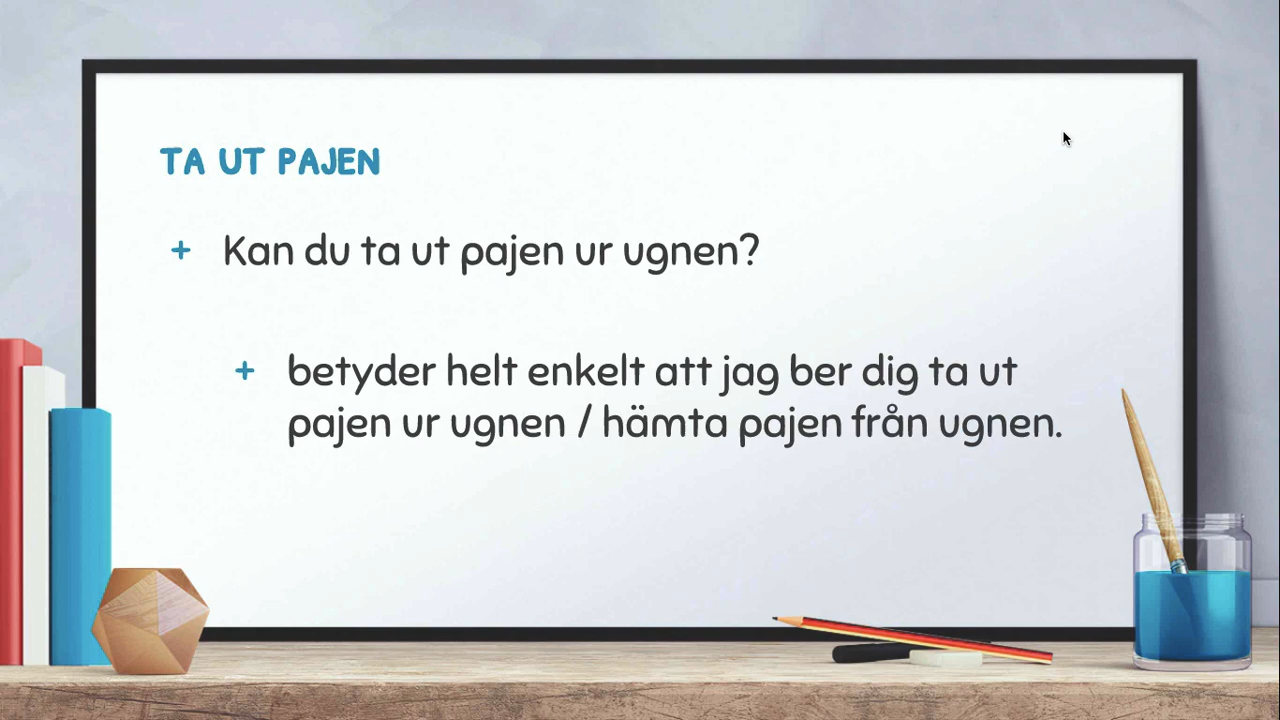 TA UT PAJEN
+ Kan du ta ut pajen ur ugnen?
+ betyder helt enkelt att jag ber dig ta ut
pajen ur ugnen / hämta pajen från ugnen.